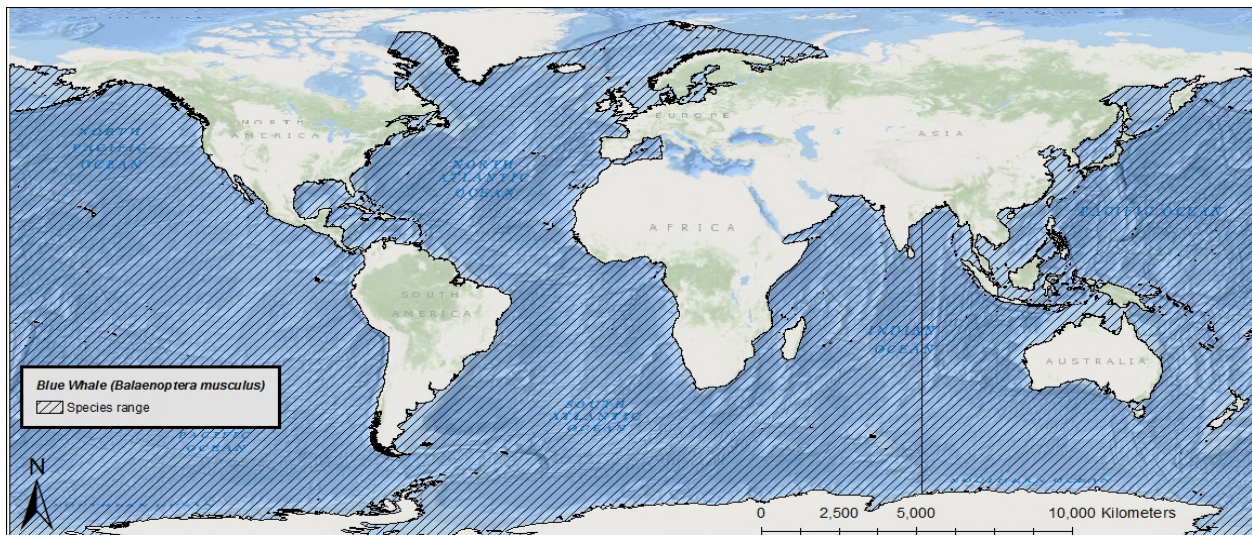 NORTH
AMERICA
NORTH
PACIFIC
OCEAN
NORTH
ATLANTIC
OCEAN
EUROPE
ASIA
PACIFIC OCEAN
AFRICA
SOUTH
AMERICA
INDIAN
OCEAN
AUSTRALIA
Blue Whale (Balaenoptera musculus)
Species range
SOUTH
ATLANTIC
OCEAN
PACIFIC
OCEAN
N
0 2,500 5,000 10,000 Kilometers